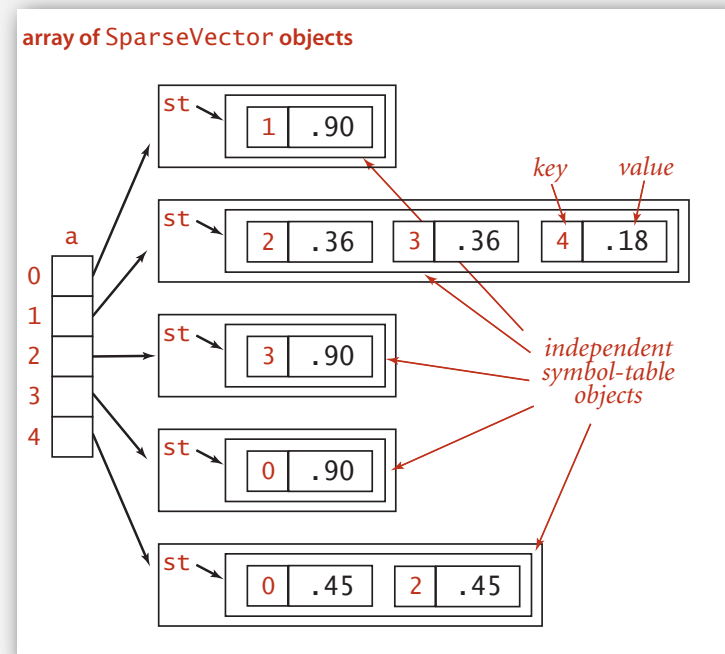 array of SparseVector objects
st
1 .90
key value
st
2 .36 3 .36 4 .18
a
0
1
2
3
4
st
3 .90
independent
symbol-table
objects
st
0 .90
st
0 .45 2 .45